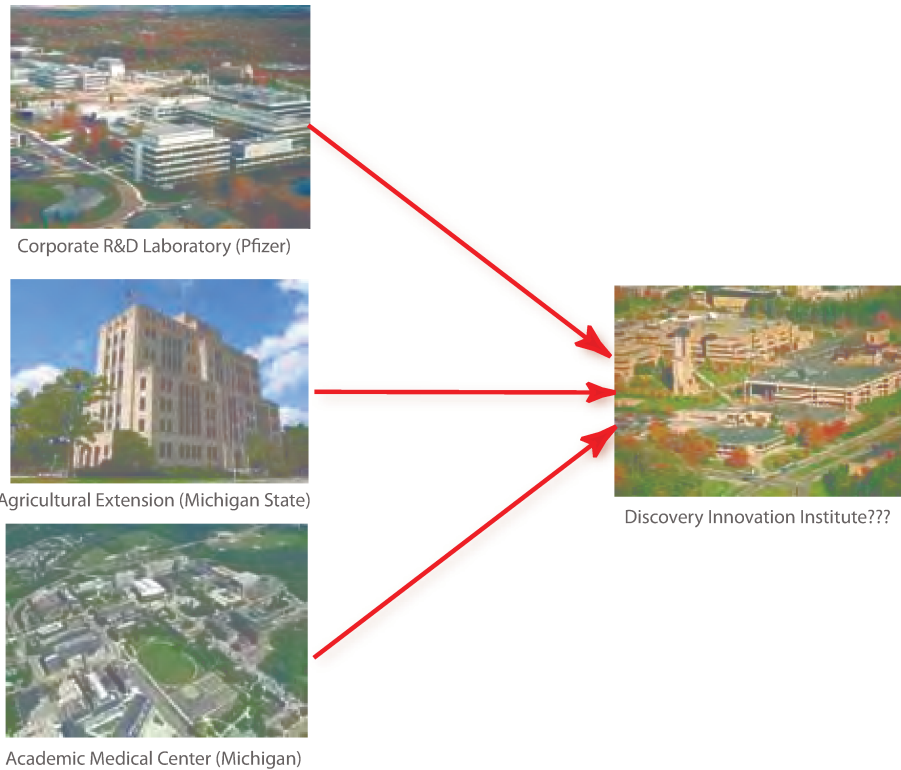 Corporate R&D Laboratory (Pfizer)
Agricultural Extension (Michigan State)
Discovery Innovation Institute???
Academic Medical Center (Michigan)